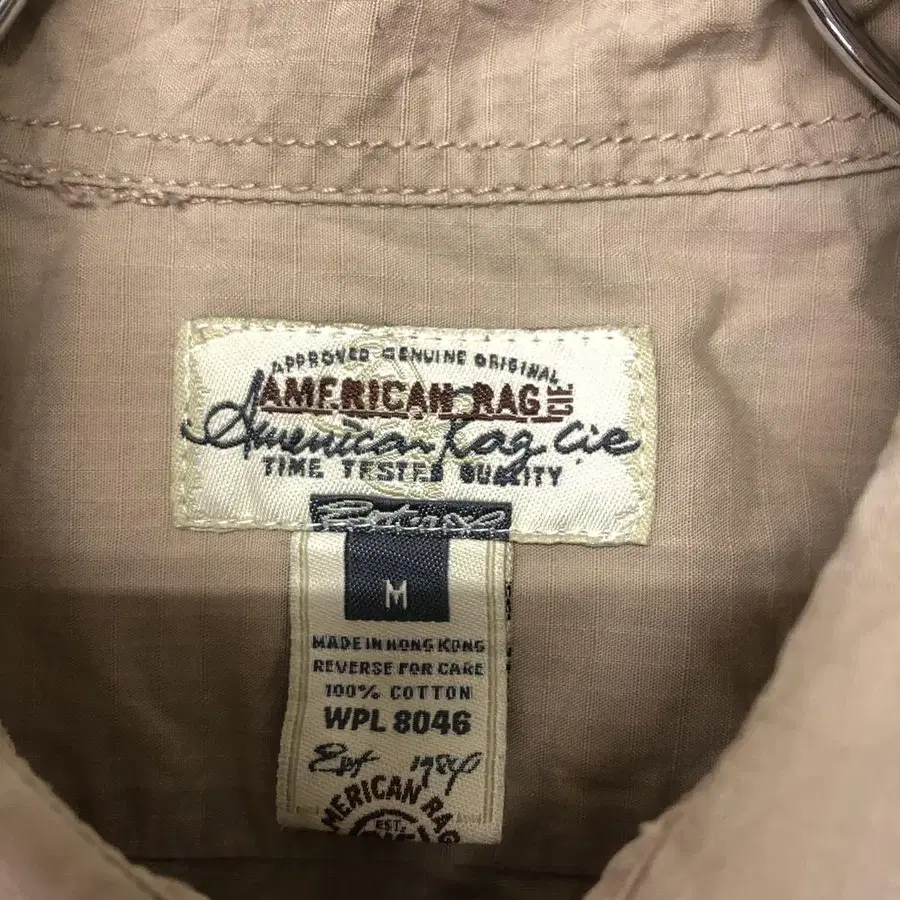 APPROVED GENUINE ORIGINAL
AMERICAN RAG CIE
American Rag Cie
TIME TESTED QUALITY
M
MADE IN HONG KONG
REVERSE FOR CARE
100% COTTON
WPL 8046
Est 1984
AMERICAN RAG
EST.